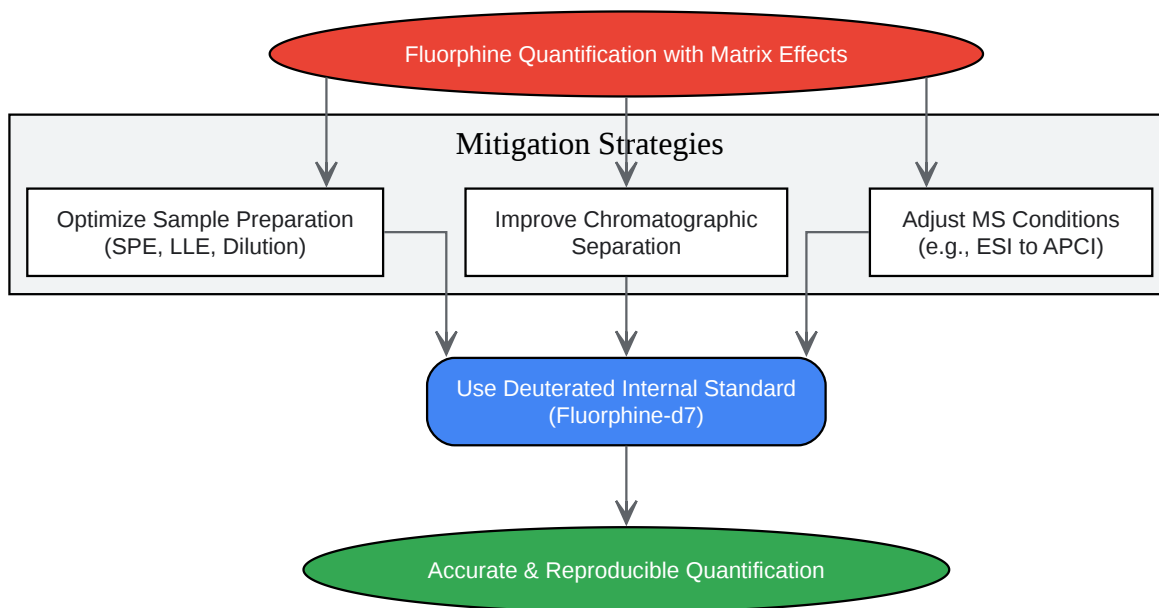 Fluorphine Quantification with Matrix Effects
Mitigation Strategies
Optimize Sample Preparation
(SPE, LLE, Dilution)
Improve Chromatographic
Separation
Adjust MS Conditions
(e.g., ESI to APCI)
Use Deuterated Internal Standard
(Fluorphine-d7)
Accurate & Reproducible Quantification